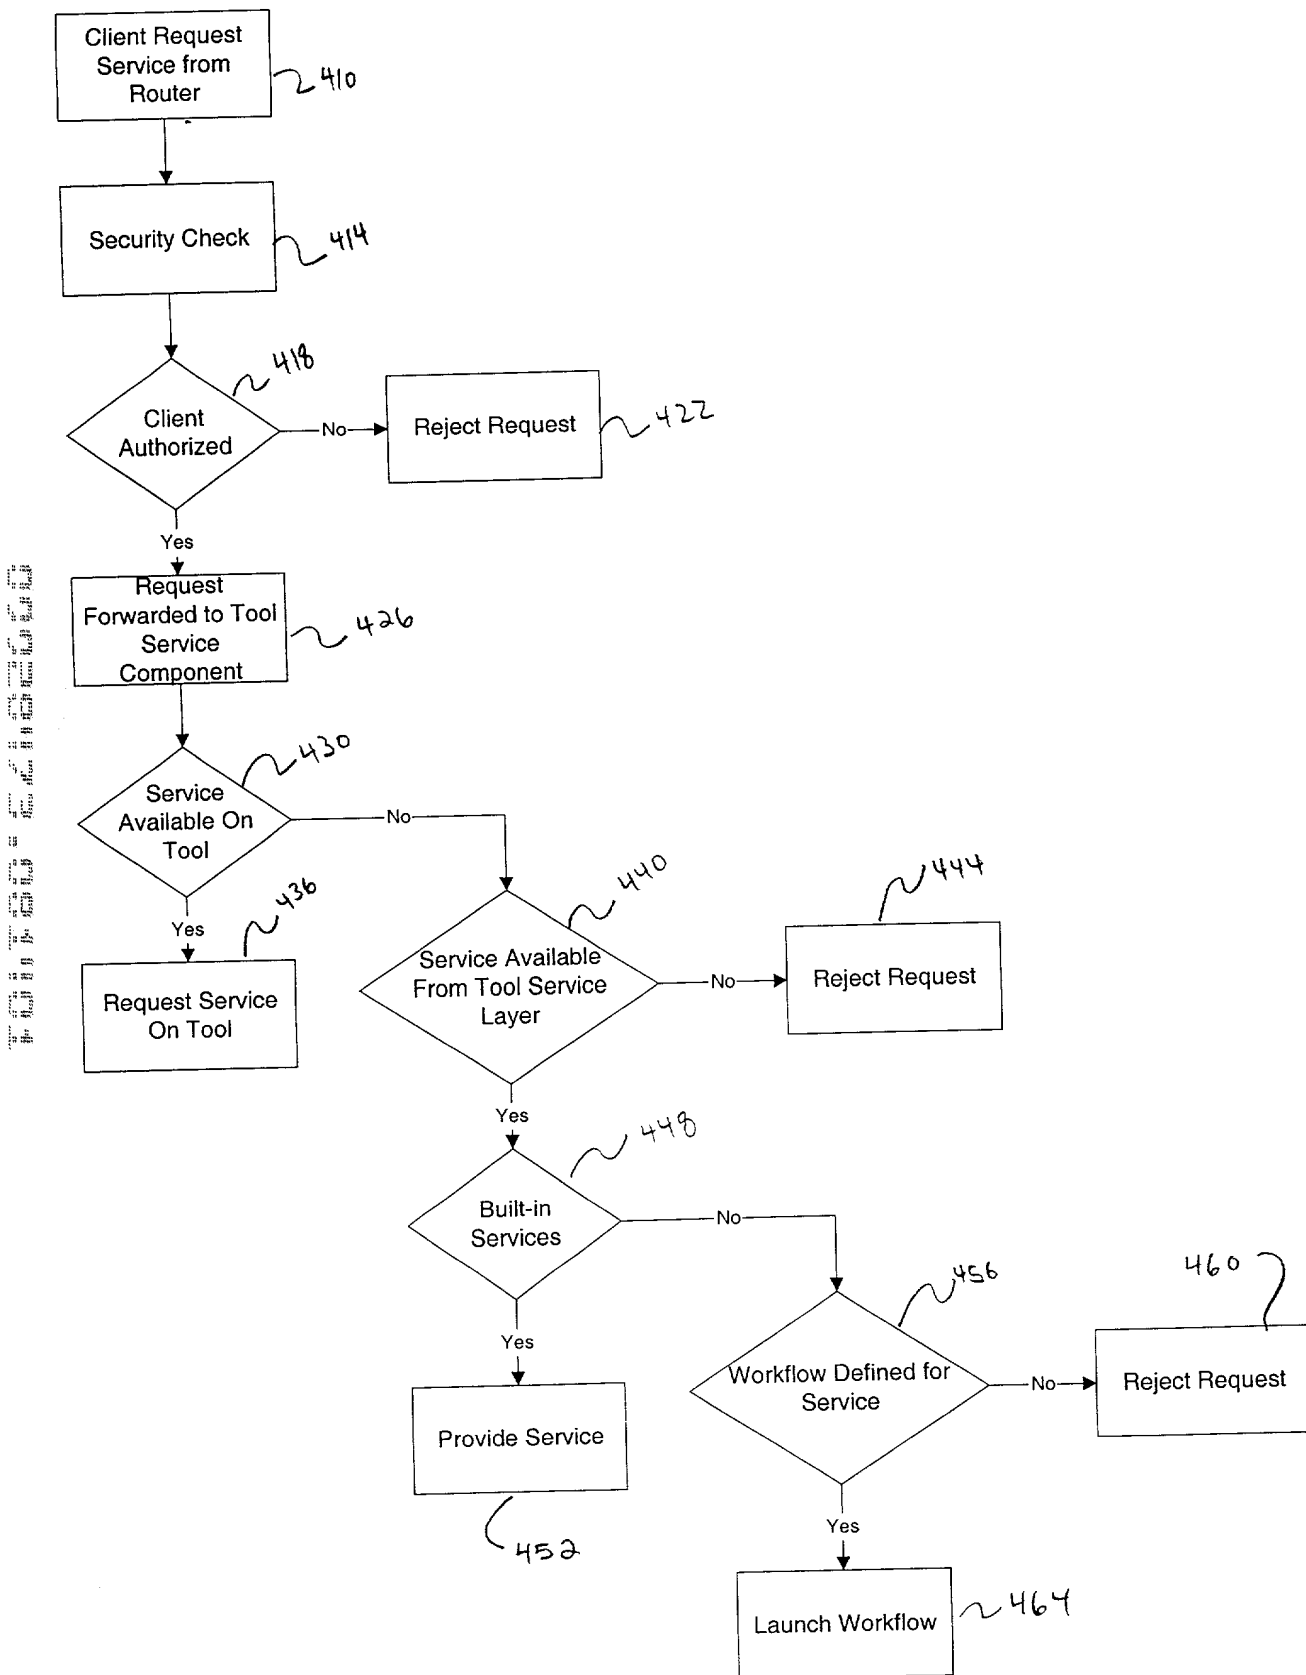 Client Request
Service from
Router
410
Security Check
414
418
Client
Authorized
No
Reject Request
422
Yes
Request
Forwarded to Tool
Service
Component
426
430
Service
Available On
Tool
No
Yes
436
Request Service
On Tool
440
Service Available
From Tool Service
Layer
No
444
Reject Request
Yes
448
Built-in
Services
No
Yes
Provide Service
452
456
Workflow Defined for
Service
No
460
Reject Request
Yes
Launch Workflow
464